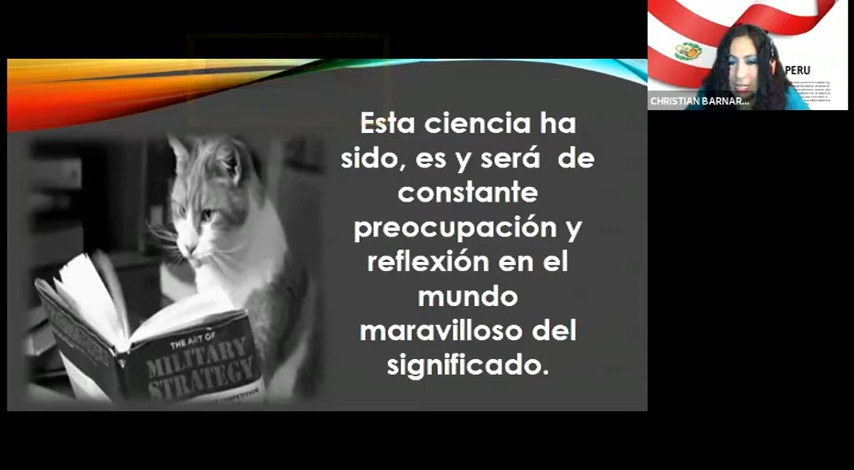 Esta ciencia ha
sido, es y será de
constante
preocupación y
reflexión en el
mundo
maravilloso del
significado.
THE ART OF
MILITARY
STRATEGY
COMPETITION
PERU
CHRISTIAN BARNAR...